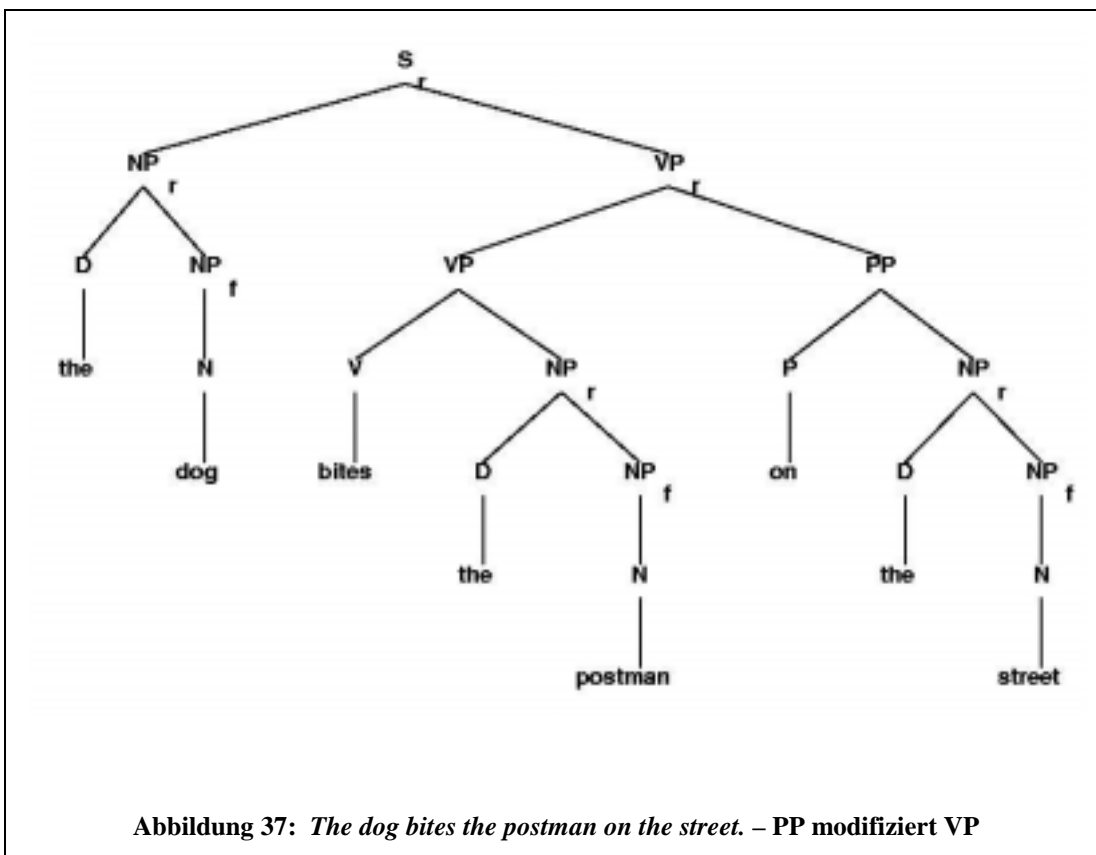 S
r
NP VP
r r
D NP VP PP
f
the N V NP P NP
r r
dog bites D NP on D NP
f f
the N the N
postman street
Abbildung 37: The dog bites the postman on the street. – PP modifiziert VP